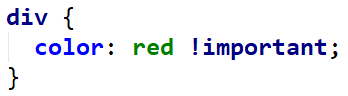 div {
  color: red !important;
}